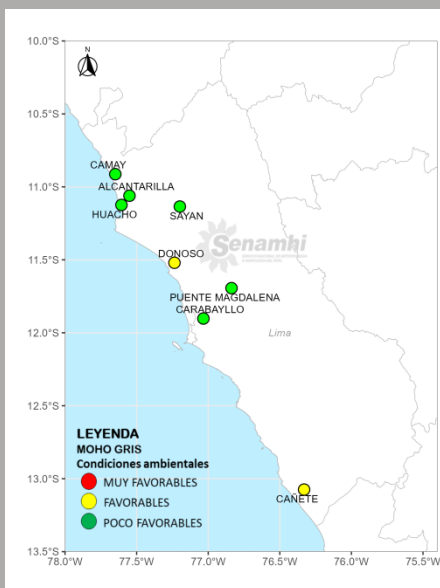 10.0°S
N
10.5°S
CAMAY
11.0°S
ALCANTARILLA
HUACHO
SAYAN
Senamhi
DONOSO
11.5°S
PUENTE MAGDALENA
CARABAYLLO
12.0°S
Lima
12.5°S
LEYENDA
MOHO GRIS
Condiciones ambientales
13.0°S
MUY FAVORABLES
CAÑETE
FAVORABLES
POCO FAVORABLES
13.5°S
78.0°W 77.5°W 77.0°W 76.5°W 76.0°W 75.5°W